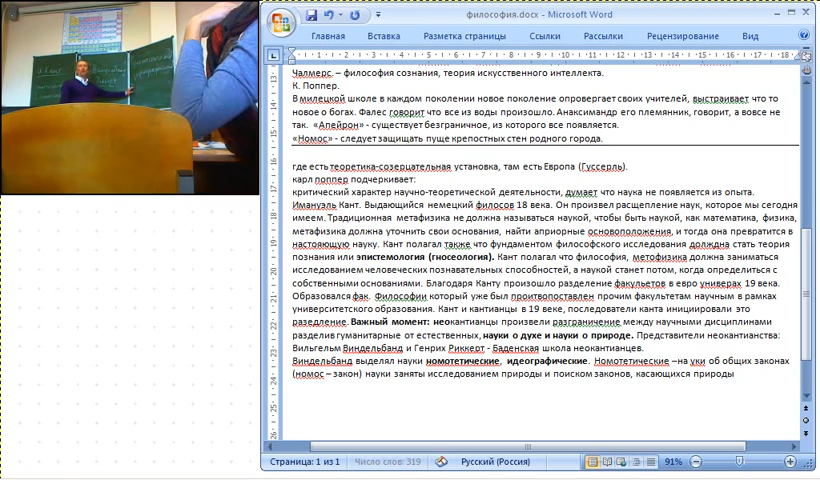 философия.docx - Microsoft Word
Главная Вставка Разметка страницы Ссылки Рассылки Рецензирование Вид
Чалмерс. – философия сознания, теория искусственного интеллекта.
К. Поппер.
В милецкой школе в каждом поколении новое поколение опровергает своих учителей, выстраивает что то
новое о богах. Фалес говорит что все из воды произошло. Анаксимандр его племянник, говорит, а вовсе не
так. «Апейрон» - существует безграничное, из которого все появляется.
«Номос» - следует защищать пуще крепостных стен родного города.
где есть теоретика-созерцательная установка, там есть Европа (Гуссерль).
карл поппер подчеркивает:
критический характер научно-теоретической деятельности, думает что наука не появляется из опыта.
Имануэль Кант. Выдающийся немецкий филосов 18 века. Он произвел расщепление наук, которое мы сегодня
имеем. Традиционная метафизика не должна называться наукой, чтобы быть наукой, как математика, физика,
метафизика должна уточнить свои основания, найти априорные осповоположения, и тогда она превратится в
настояющую науку. Кант полагал также что фундаментом философского исследования долждна стать теория
познания или эпистемология (гносеология). Кант полагал что философия, метофизика должна заниматься
исследованием человеческих познавательных способностей, а наукой станет потом, когда определиться с
собственными основаниями. Благодаря Канту произошло разделение факульетов в евро универах 19 века.
Образовался фак. Философии который уже был проитвопоставлен прочим факультетам научным в рамках
университетского образования. Кант и кантианцы в 19 веке, последователи канта инициировали это
разеделние. Важный момент: неокантианцы произвели разграничение между научными дисциплинами
разделив гуманитарные от естественных, науки о духе и науки о природе. Представители неокантианства:
Вильгельм Виндельбанд и Генрих Риккерт - Баденская школа неокантианцев.
Виндельбанд выделял науки номотетические, идеографические. Номотетические –на уки об общих законах
(номос – закон) науки заняты исследованием природы и поиском законов, касающихся природы
Страница: 1 из 1 Число слов: 319 Русский (Россия) 91%